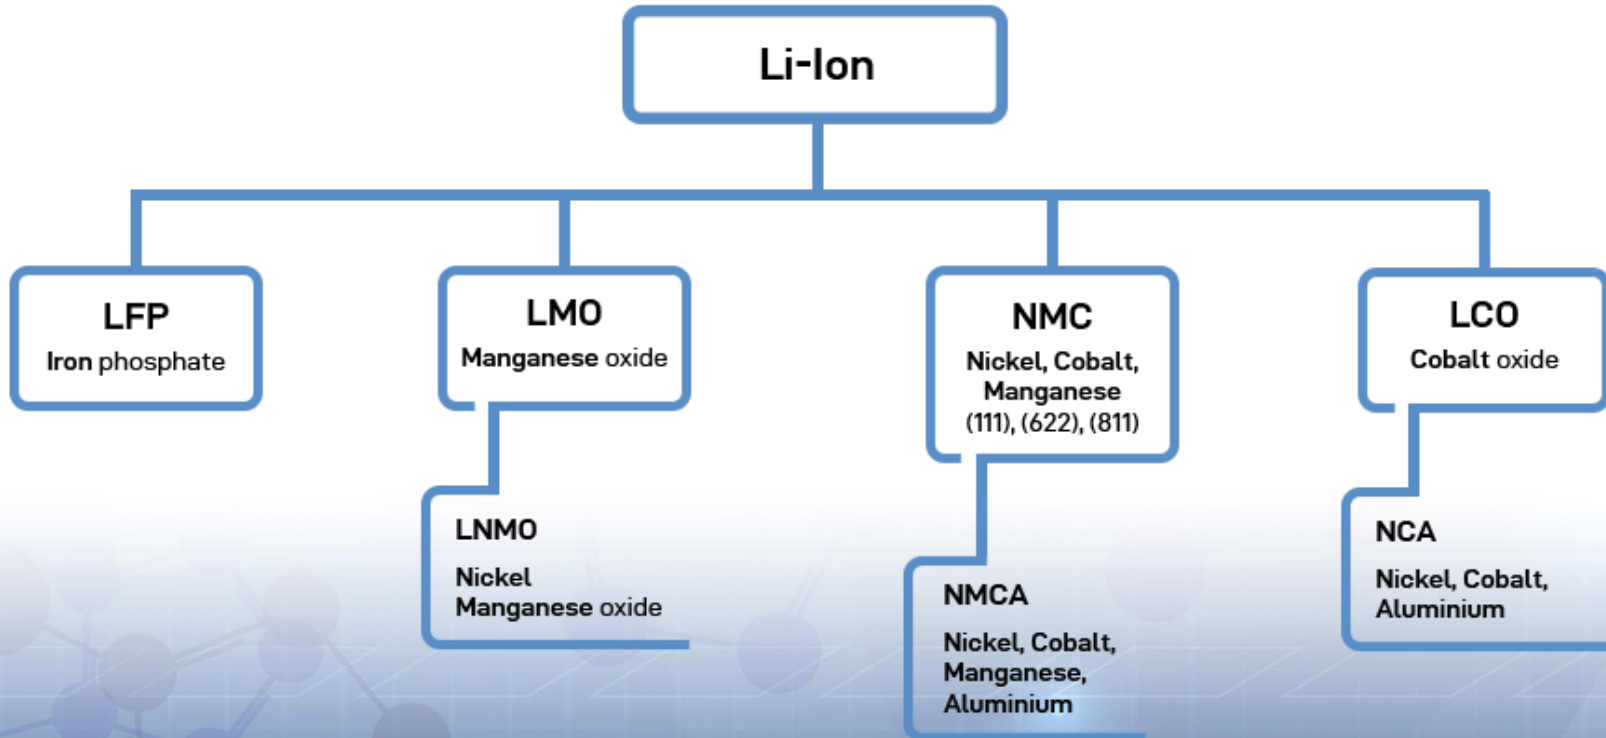 Li-Ion
LFP
Iron phosphate
LMO
Manganese oxide
NMC
Nickel, Cobalt,
Manganese
(111), (622), (811)
LCO
Cobalt oxide
LNMO
Nickel
Manganese oxide
NMCA
Nickel, Cobalt,
Manganese,
Aluminium
NCA
Nickel, Cobalt,
Aluminium